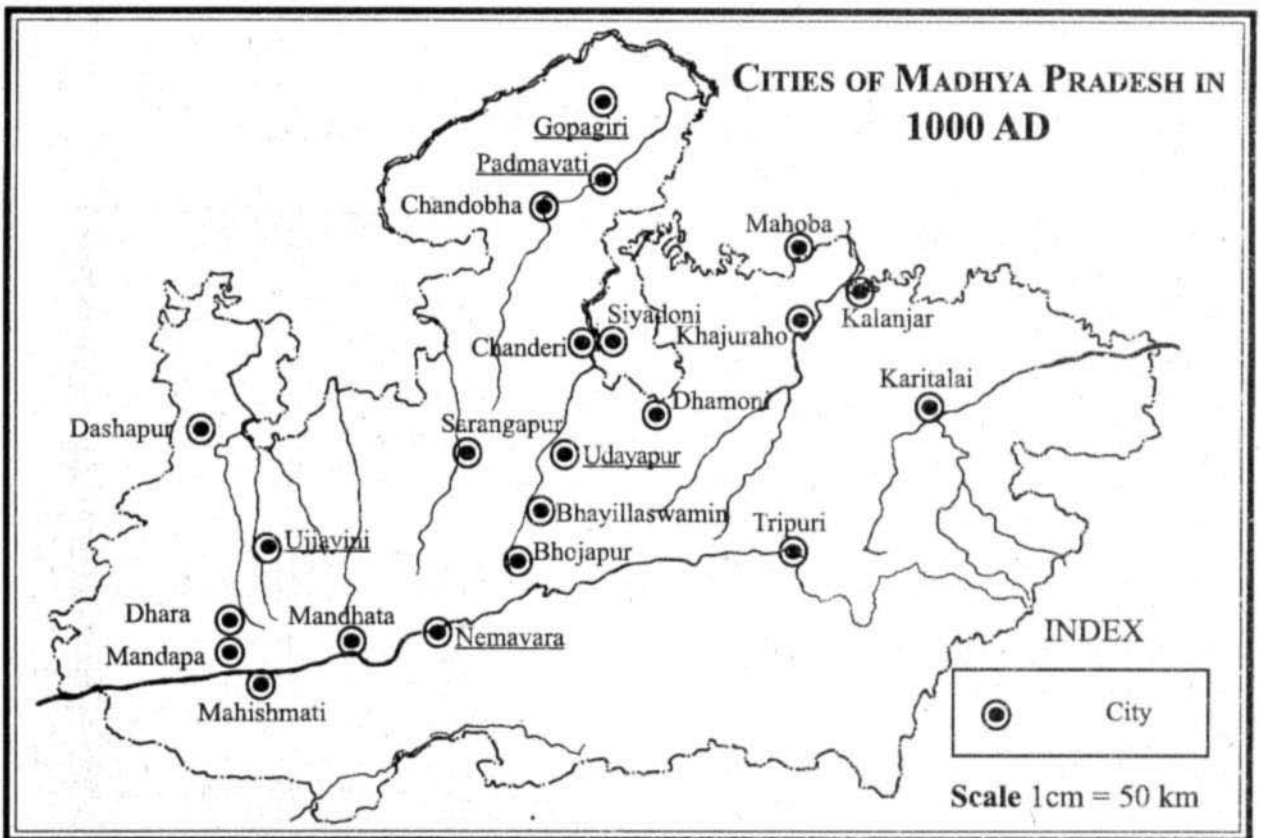 CITIES OF MADHYA PRADESH IN
1000 AD
Gopagiri
Padmavati
Chandobha
Mahoba
Siyadoni
Khajuraho
Kalanjar
Chanderi
Karitalai
Dhamoni
Dashapur
Sarangapur
Udayapur
Bhayillaswamin
Tripuri
Ujjayini
Bhojapur
Dhara
Mandhata
Nemavara
INDEX
Mandapa
Mahishmati
City
Scale 1cm = 50 km